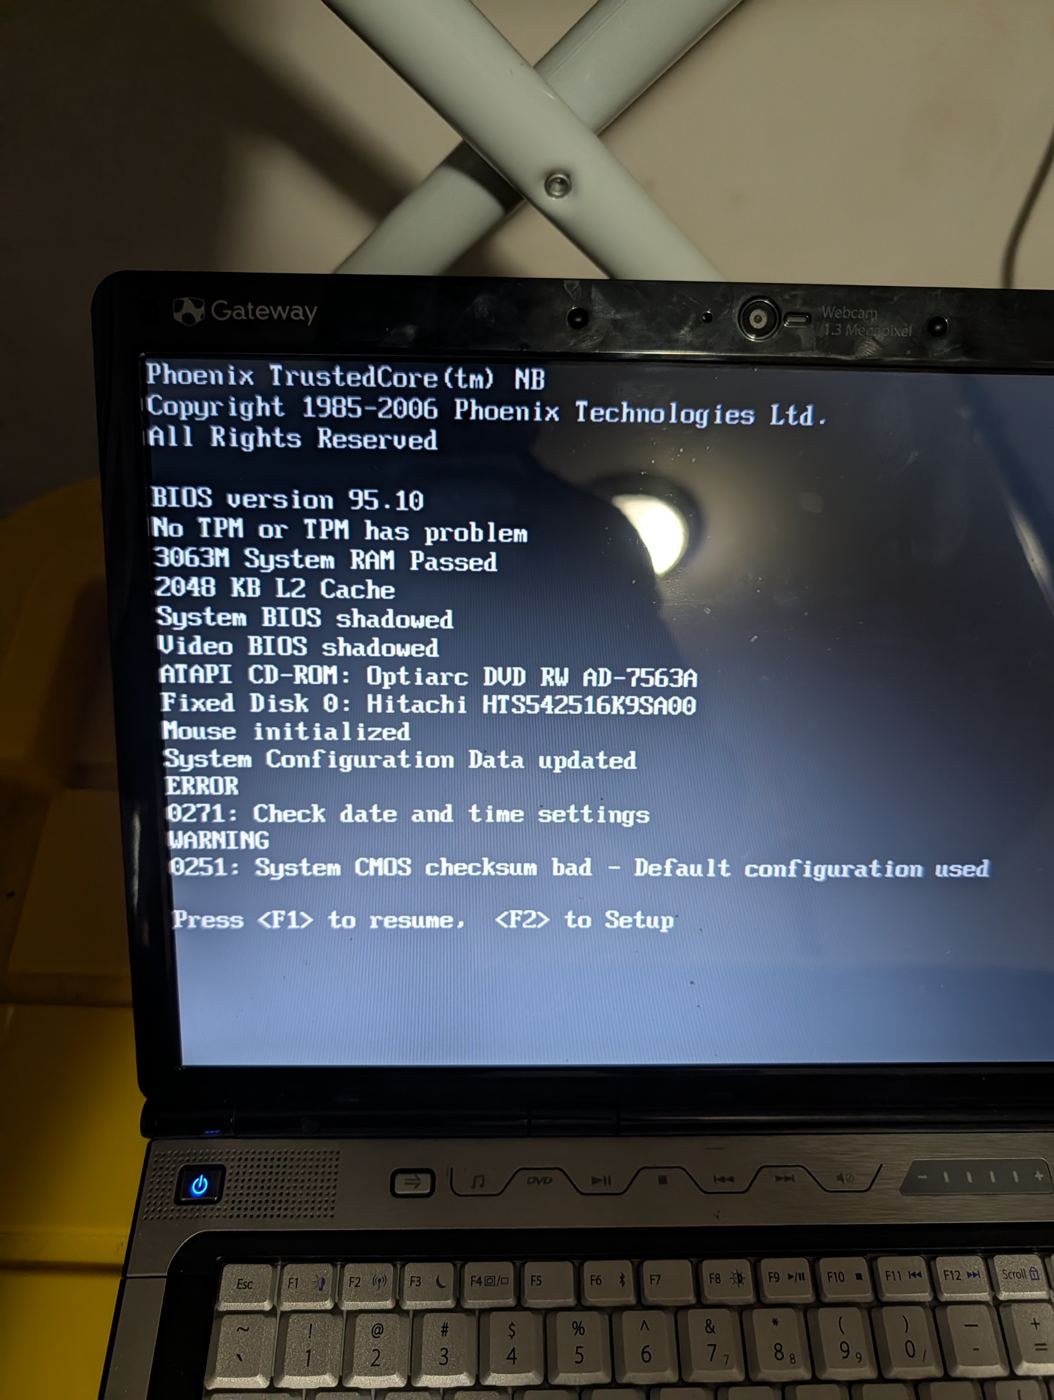 Gateway
Webcam
1.3 Megapixel
Phoenix TrustedCore(tm) NB
Copyright 1985-2006 Phoenix Technologies Ltd.
All Rights Reserved
BIOS version 95.10
No TPM or TPM has problem
3063M System RAM Passed
2048 KB L2 Cache
System BIOS shadowed
Video BIOS shadowed
ATAPI CD-ROM: Optiarc DVD RW AD-7563A
Fixed Disk 0: Hitachi HTS542516K9SA00
Mouse initialized
System Configuration Data updated
ERROR
0271: Check date and time settings
WARNING
0251: System CMOS checksum bad - Default configuration used
Press <F1> to resume, <F2> to Setup
DVD
- +
Esc F1 F2 F3 F4 F5 F6 F7 F8 F9 F10 F11 F12 Scroll
~ ! @ # $ % ^ & * ( ) _ +
` 1 2 3 4 5 6 7 7 8 8 9 9 0 / - =